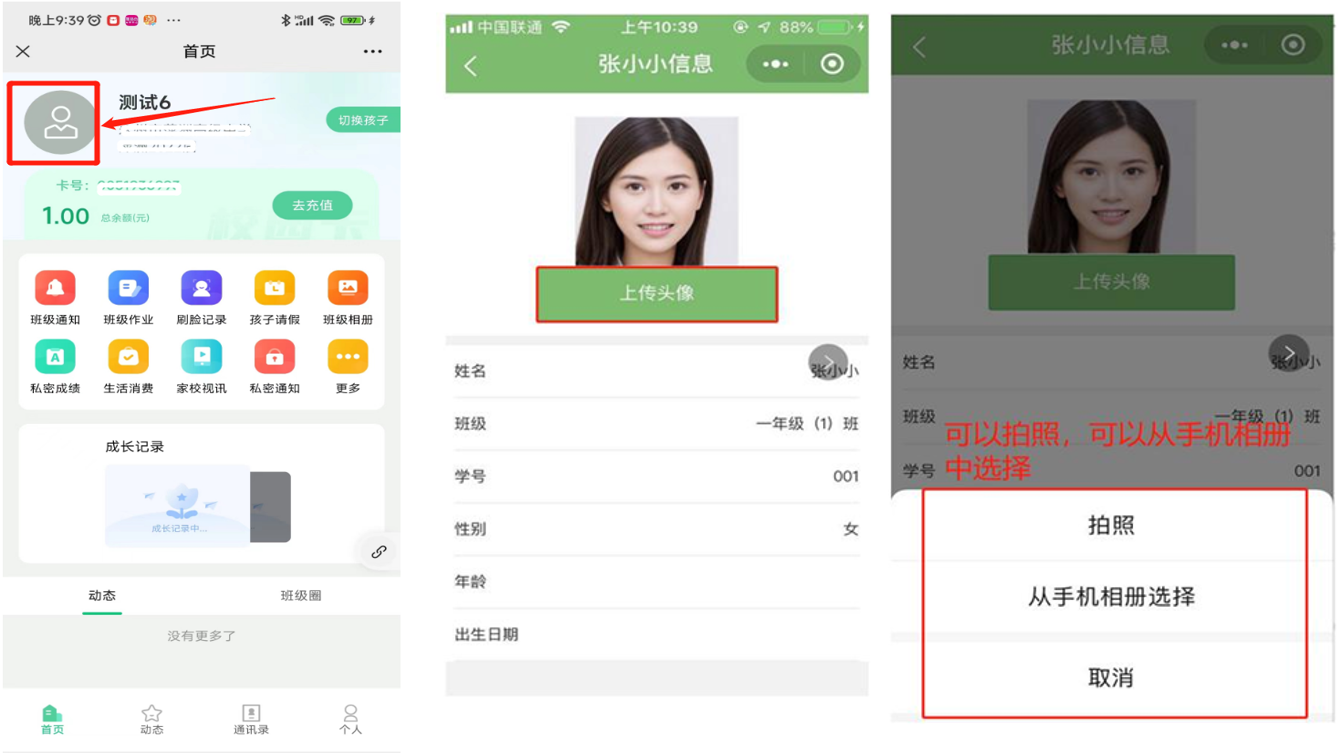 晚上9:39
97
首页
测试6
切换孩子
卡号:
1.00 总余额(元)
去充值
班级通知 班级作业 刷脸记录 孩子请假 班级相册
私密成绩 生活消费 家校视讯 私密通知 更多
成长记录
成长记录中...
动态 班级圈
没有更多了
首页 动态 通讯录 个人
中国联通 上午10:39 88%
张小小信息
上传头像
姓名 张小小
班级 一年级（1）班
学号 001
性别 女
年龄
出生日期
张小小信息
上传头像
姓名 张小小
班级 一年级（1）班
可以拍照，可以从手机相册
中选择
学号 001
拍照
从手机相册选择
取消